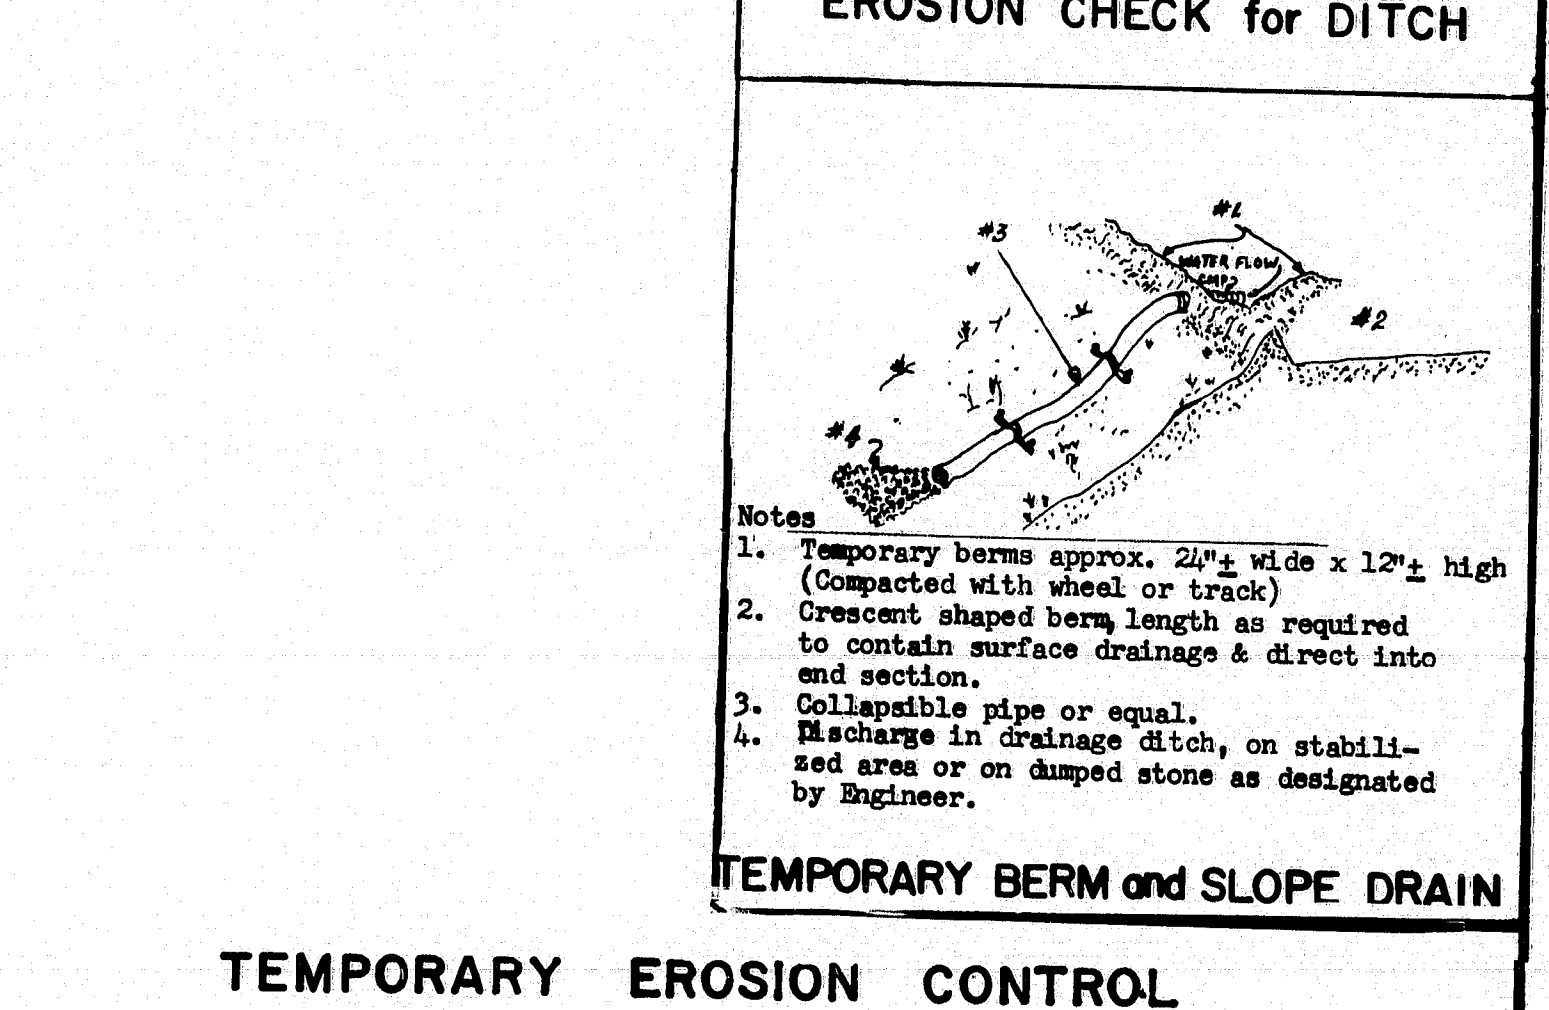 EROSION CHECK for DITCH
#1
#3
WATER FLOW
#2
#4
Notes
1. Temporary berms approx. 24"± wide x 12"± high
(Compacted with wheel or track)
2. Crescent shaped berm, length as required
to contain surface drainage & direct into
end section.
3. Collapsible pipe or equal.
4. Discharge in drainage ditch, on stabili-
zed area or on dumped stone as designated
by Engineer.
TEMPORARY BERM and SLOPE DRAIN
TEMPORARY EROSION CONTROL